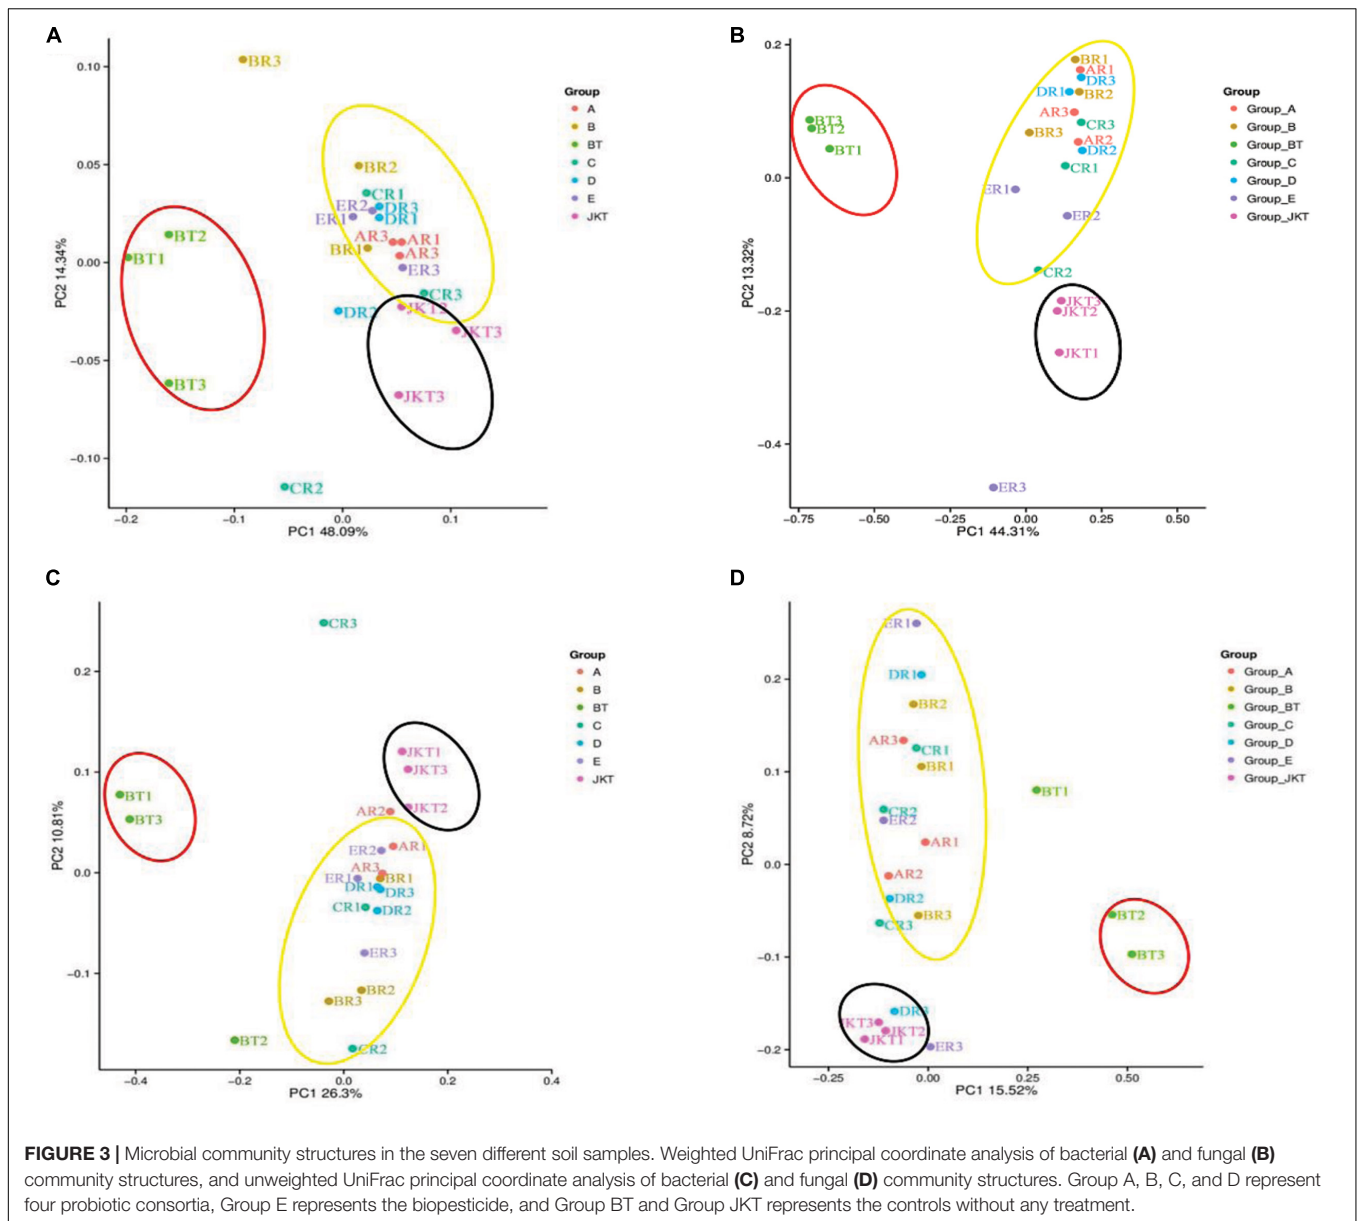 A
0.10
0.05
0.00
−0.05
−0.10
PC2 14.34%
BR3
BR2
CR1
ER2
DR3
ER1
DR1
AR3
AR1
BR1
AR3
ER3
CR3
JKT2
DR2
JKT3
JKT3
BT2
BT1
BT3
CR2
−0.2
−0.1
0.0
0.1
PC1 48.09%
Group
A
B
BT
C
D
E
JKT
B
0.2
0.0
−0.2
−0.4
PC2 13.32%
BR1
AR1
DR3
DR1
BR2
AR3
CR3
BR3
AR2
DR2
CR1
ER1
ER2
CR2
BT3
BT2
BT1
JKT3
JKT2
JKT1
ER3
−0.75
−0.50
−0.25
0.00
0.25
0.50
PC1 44.31%
Group
Group_A
Group_B
Group_BT
Group_C
Group_D
Group_E
Group_JKT
C
0.2
0.1
0.0
−0.1
PC2 10.81%
CR3
JKT1
JKT3
JKT2
AR2
BT1
BT3
AR1
ER2
AR3
ER1
BR1
DR1
DR3
CR1
DR2
ER3
BR2
BR3
BT2
CR2
−0.4
−0.2
0.0
0.2
0.4
PC1 26.3%
Group
A
B
BT
C
D
E
JKT
D
0.2
0.1
0.0
−0.1
−0.2
PC2 8.72%
ER1
DR1
BR2
AR3
CR1
BR1
BT1
CR2
ER2
AR1
AR2
DR2
BR3
CR3
BT2
BT3
DR3
JKT3
JKT2
JKT1
ER3
−0.25
0.00
0.25
0.50
PC1 15.52%
Group
Group_A
Group_B
Group_BT
Group_C
Group_D
Group_E
Group_JKT
FIGURE 3 | Microbial community structures in the seven different soil samples. Weighted UniFrac principal coordinate analysis of bacterial (A) and fungal (B)
community structures, and unweighted UniFrac principal coordinate analysis of bacterial (C) and fungal (D) community structures. Group A, B, C, and D represent
four probiotic consortia, Group E represents the biopesticide, and Group BT and Group JKT represents the controls without any treatment.